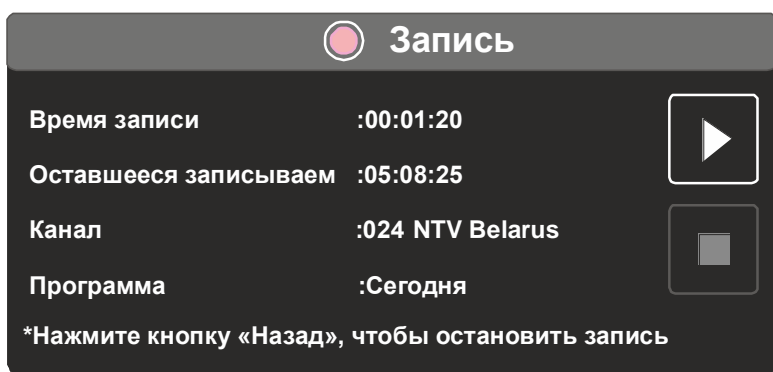 Запись
Время записи :00:01:20
Оставшееся записываем :05:08:25
Канал :024 NTV Belarus
Программа :Сегодня
*Нажмите кнопку «Назад», чтобы остановить запись